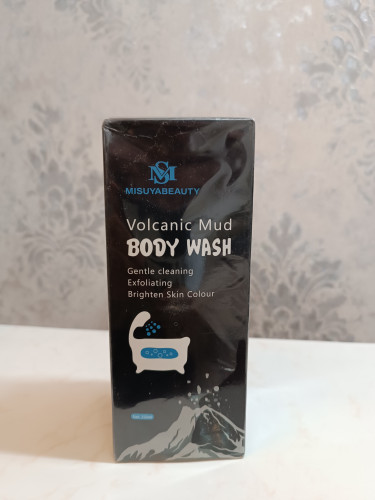 MS
MISUYABEAUTY
Volcanic Mud
BODY WASH
Gentle cleaning
Exfoliating
Brighten Skin Colour